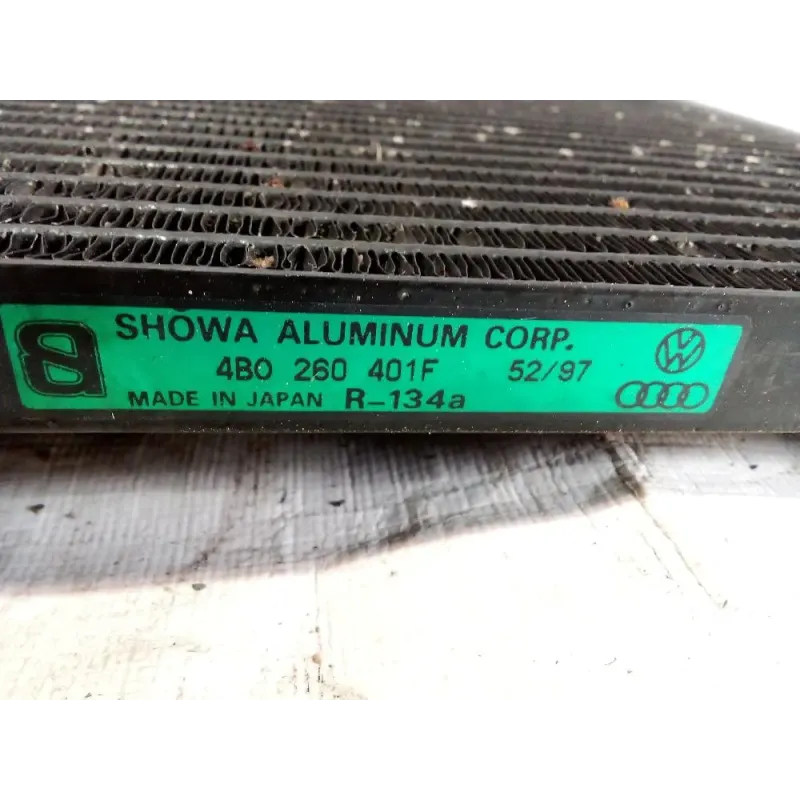 SHOWA ALUMINUM CORP.
4B0 260 401F 52/97
MADE IN JAPAN R-134a